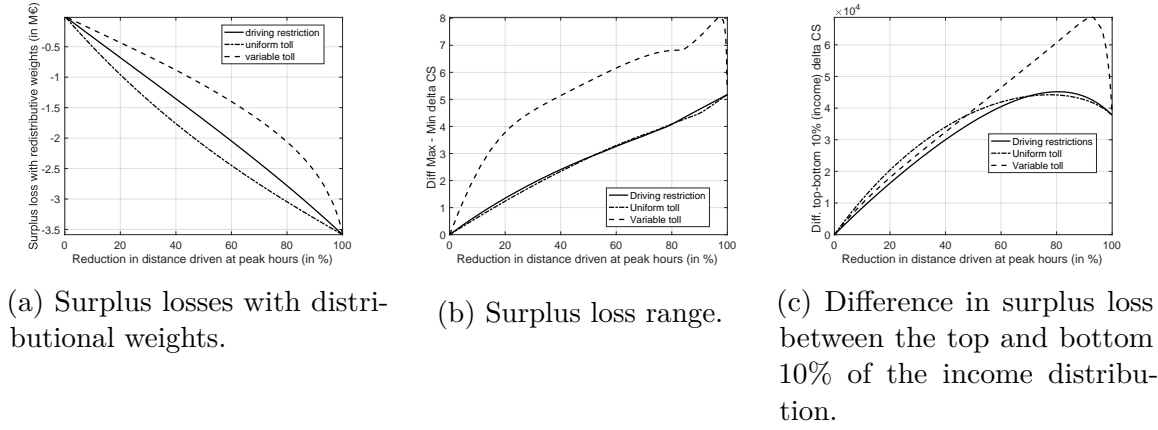 Surplus loss with redistributive weights (in M€)
-0.5
-1
-1.5
-2
-2.5
-3
-3.5
driving restriction
uniform toll
variable toll
0 20 40 60 80 100
Reduction in distance driven at peak hours (in %)
(a) Surplus losses with distri-
butional weights.
Diff Max - Min delta CS
8
7
6
5
4
3
2
1
0
Driving restriction
Uniform toll
Variable toll
0 20 40 60 80 100
Reduction in distance driven at peak hours (in %)
(b) Surplus loss range.
Diff. top-bottom 10% (income) delta CS
×10⁴
6
5
4
3
2
1
0
Driving restrictions
Uniform toll
Variable toll
0 20 40 60 80 100
Reduction in distance driven at peak hours (in %)
(c) Difference in surplus loss
between the top and bottom
10% of the income distribu-
tion.